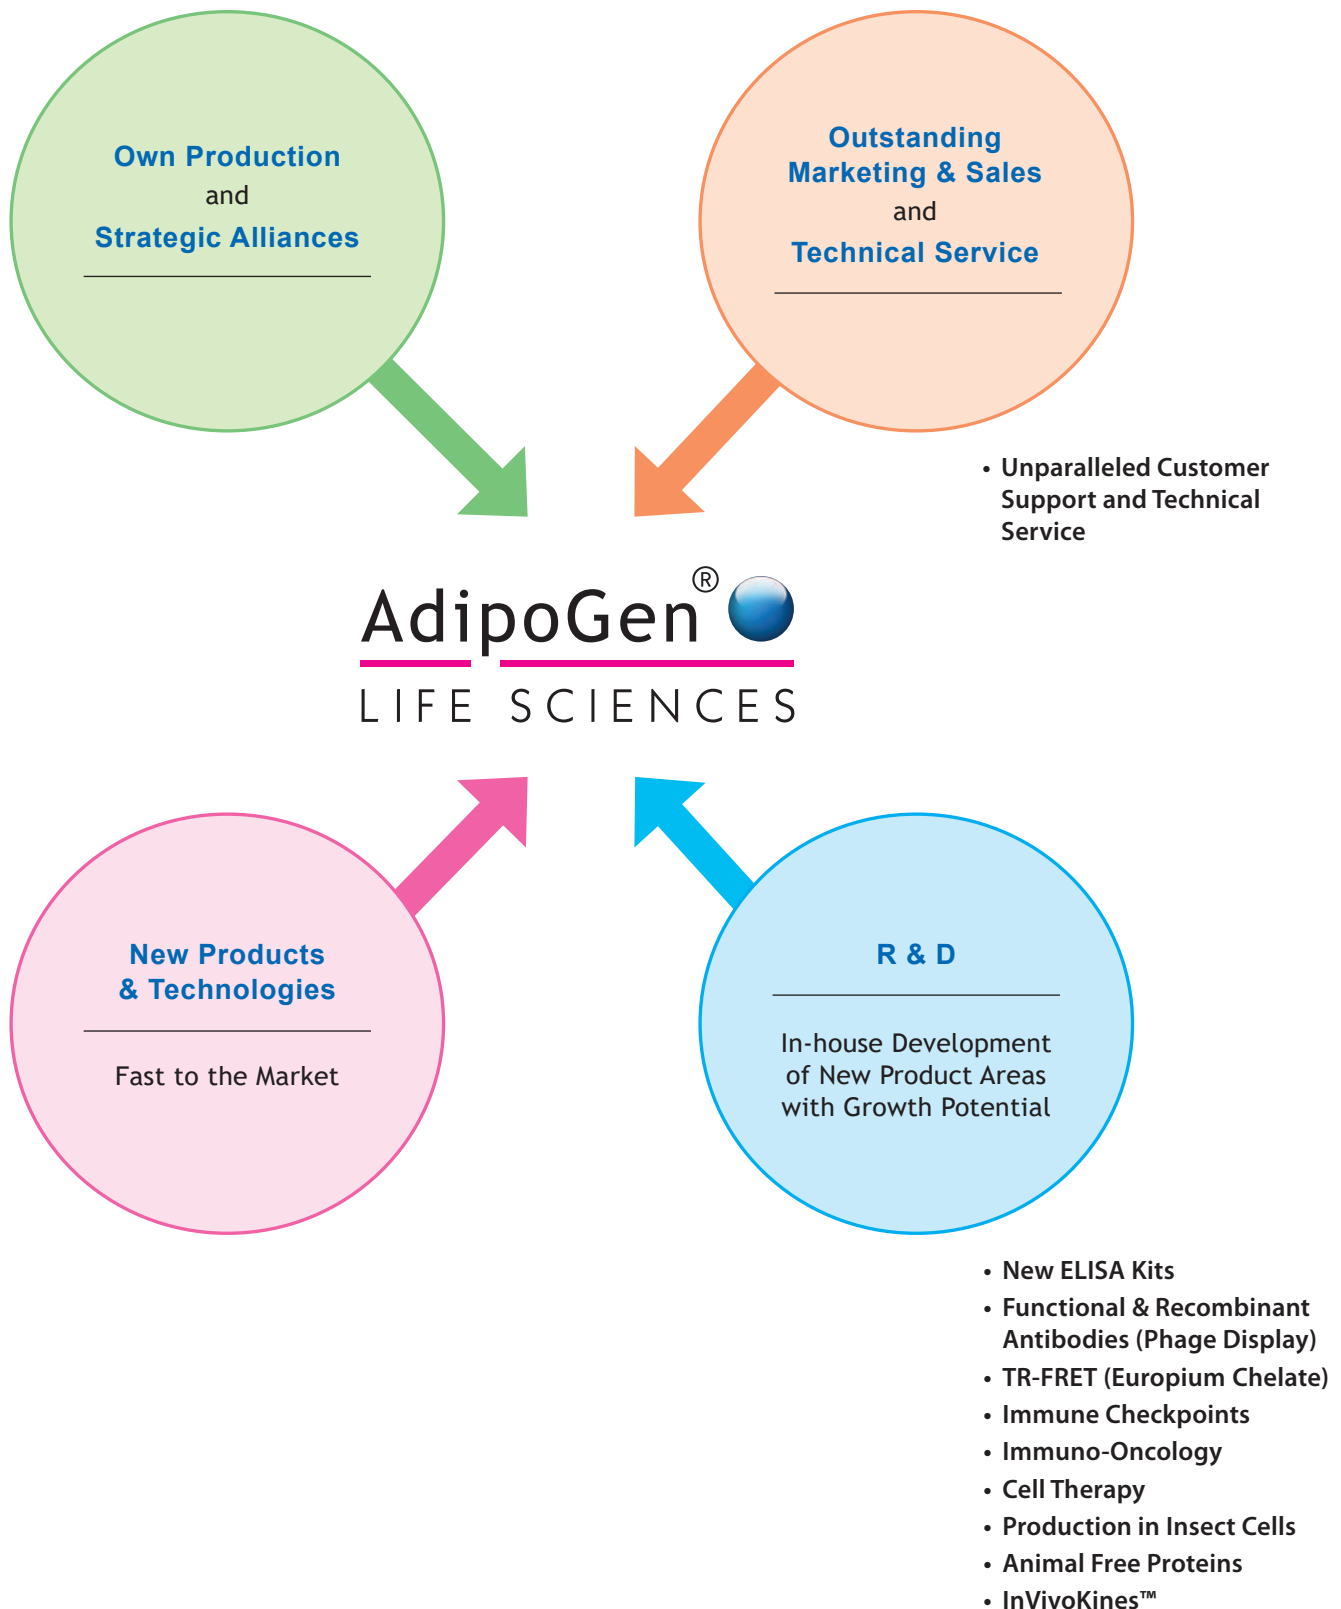 Own Production
and
Strategic Alliances
Outstanding
Marketing & Sales
and
Technical Service
• Unparalleled Customer
Support and Technical
Service
AdipoGen®
LIFE SCIENCES
New Products
& Technologies
Fast to the Market
R & D
In-house Development
of New Product Areas
with Growth Potential
• New ELISA Kits
• Functional & Recombinant
Antibodies (Phage Display)
• TR-FRET (Europium Chelate)
• Immune Checkpoints
• Immuno-Oncology
• Cell Therapy
• Production in Insect Cells
• Animal Free Proteins
• InVivoKines™